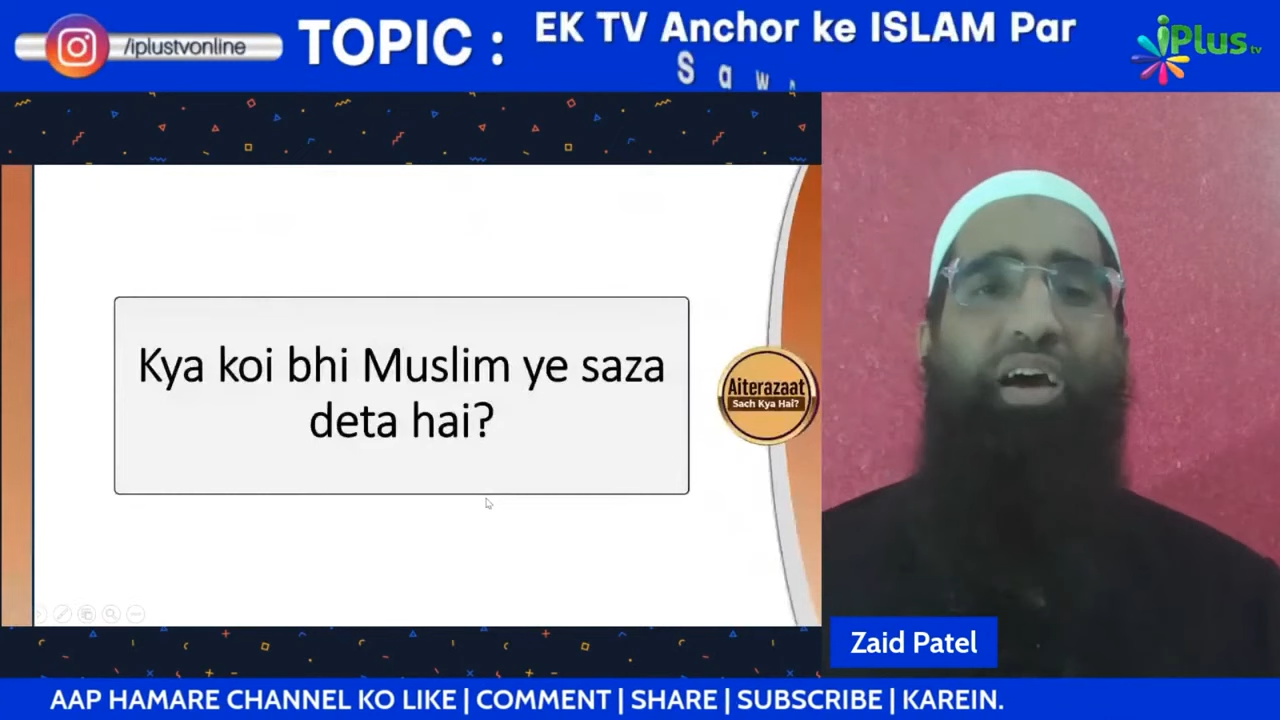 /iplustvonline
TOPIC :
EK TV Anchor ke ISLAM Par
Saw
iPlus tv
Kya koi bhi Muslim ye saza
deta hai?
Aiterazaat
Sach Kya Hai?
Zaid Patel
AAP HAMARE CHANNEL KO LIKE | COMMENT | SHARE | SUBSCRIBE | KAREIN.